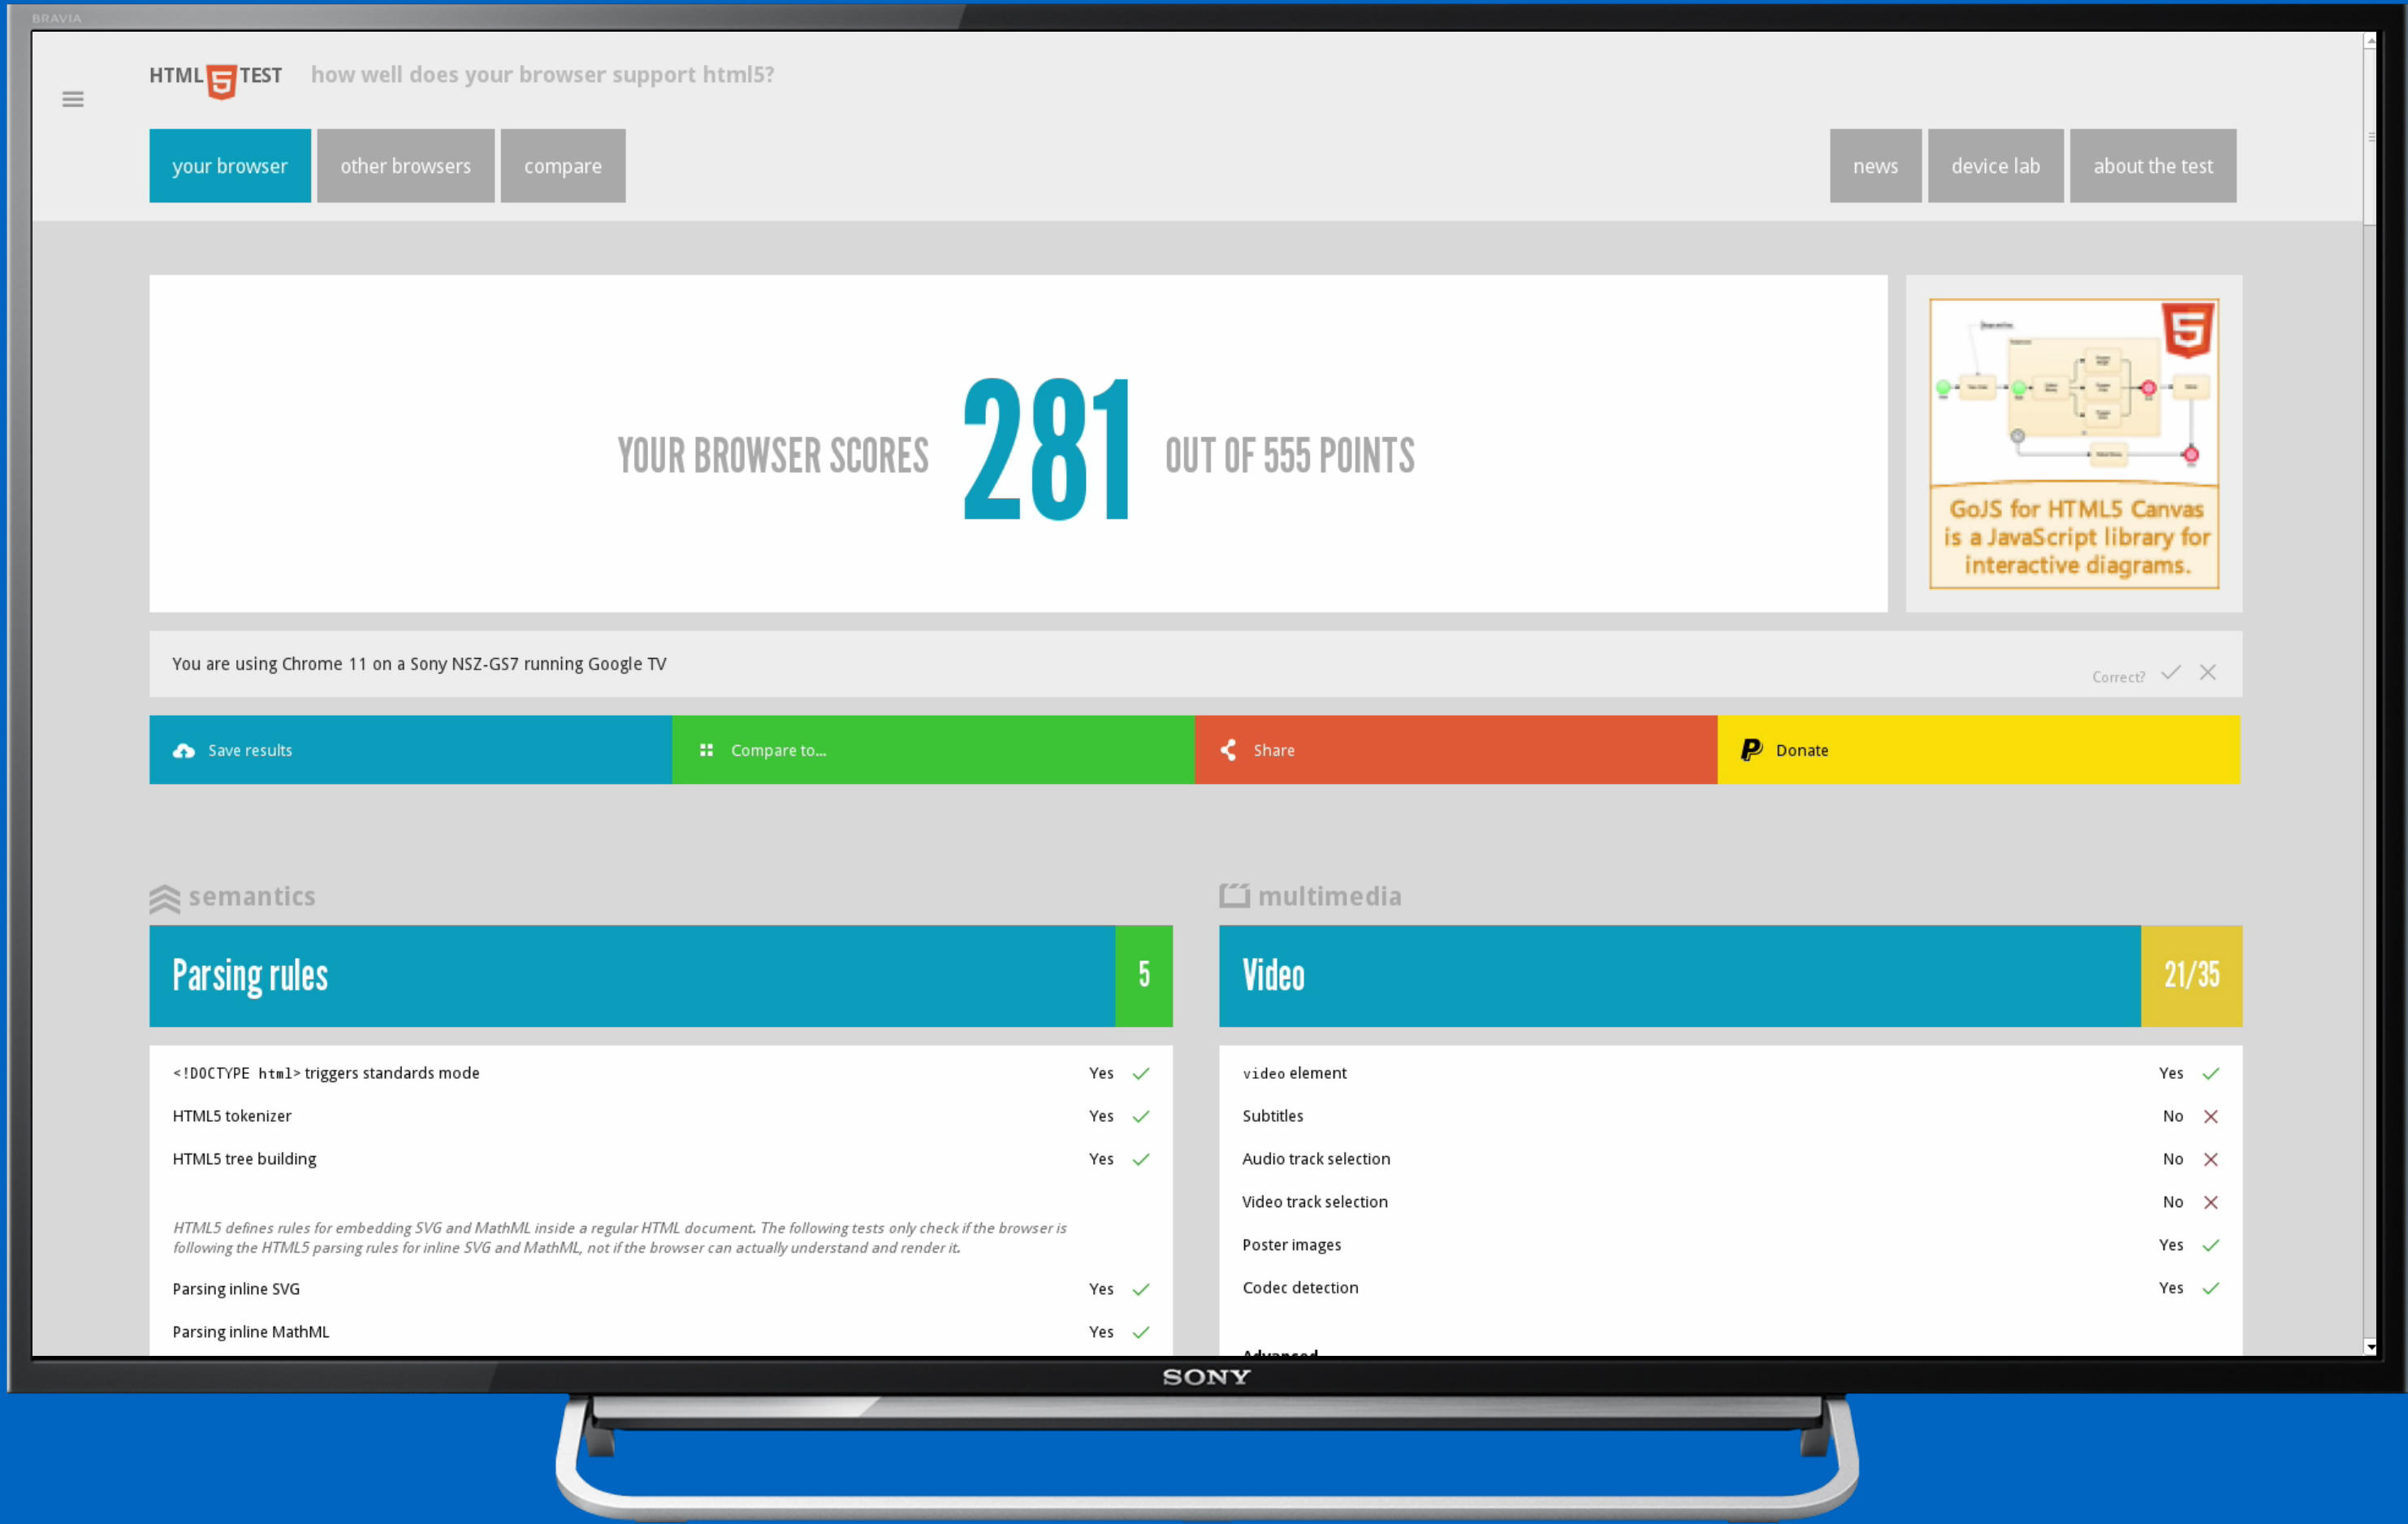 BRAVIA
HTML 5 TEST how well does your browser support html5?
your browser other browsers compare news device lab about the test
YOUR BROWSER SCORES 281 OUT OF 555 POINTS
GoJS for HTML5 Canvas
is a JavaScript library for
interactive diagrams.
You are using Chrome 11 on a Sony NSZ-GS7 running Google TV
Correct?
Save results Compare to... Share Donate
semantics
Parsing rules 5
<!DOCTYPE html> triggers standards mode Yes
HTML5 tokenizer Yes
HTML5 tree building Yes
HTML5 defines rules for embedding SVG and MathML inside a regular HTML document. The following tests only check if the browser is
following the HTML5 parsing rules for inline SVG and MathML, not if the browser can actually understand and render it.
Parsing inline SVG Yes
Parsing inline MathML Yes
multimedia
Video 21/35
video element Yes
Subtitles No
Audio track selection No
Video track selection No
Poster images Yes
Codec detection Yes
Advanced
SONY